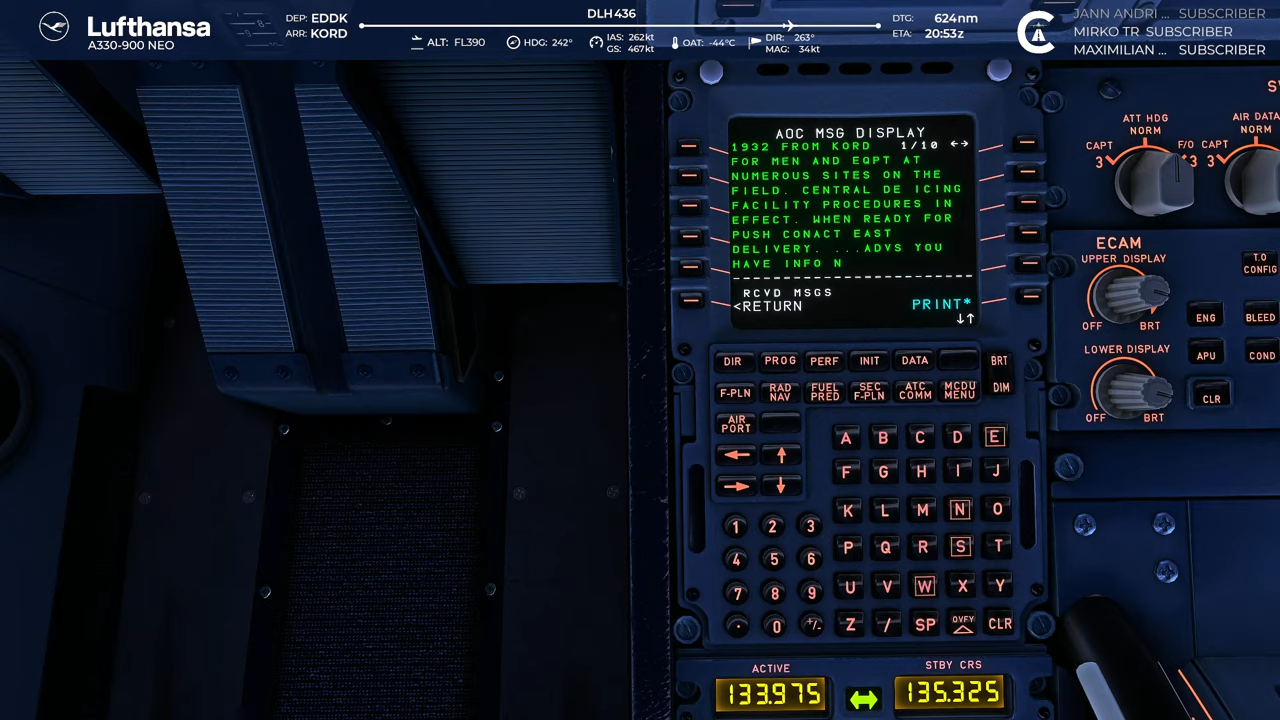 Lufthansa
A330-900 NEO
DEP: EDDK
ARR: KORD
DLH436
ALT: FL390
HDG: 242°
IAS: 262kt
GS: 467kt
OAT: -44°C
DIR: 263°
MAG: 34kt
DTG: 624nm
ETA: 20:53z
JANN ANDRI ... SUBSCRIBER
MIRKO TR SUBSCRIBER
MAXIMILIAN ... SUBSCRIBER
AOC MSG DISPLAY
1932 FROM KORD 1/10 ←→
FOR MEN AND EQPT AT
NUMEROUS SITES ON THE
FIELD. CENTRAL DE ICING
FACILITY PROCEDURES IN
EFFECT. WHEN READY FOR
PUSH CONACT EAST
DELIVERY. ...ADVS YOU
HAVE INFO N
RCVD MSGS
<RETURN PRINT*
↓↑
DIR PROG PERF INIT DATA
BRT
F-PLN RAD NAV FUEL PRED SEC F-PLN ATC COMM MCDU MENU
DIM
AIR PORT
← ↑
→ ↓
A B C D E
F G H I J
K L M N O
P Q R S T
U V W X Y
Z / SP OVFY CLR
1 2 3
4 5 6
7 8 9
. 0 +/-
ATT HDG
NORM
CAPT 3 F/O 3
AIR DATA
NORM
CAPT 3
ECAM
UPPER DISPLAY
OFF BRT
LOWER DISPLAY
OFF BRT
T.O CONFIG
ENG BLEED
APU COND
CLR
ACTIVE
STBY CRS
133.975
135.325